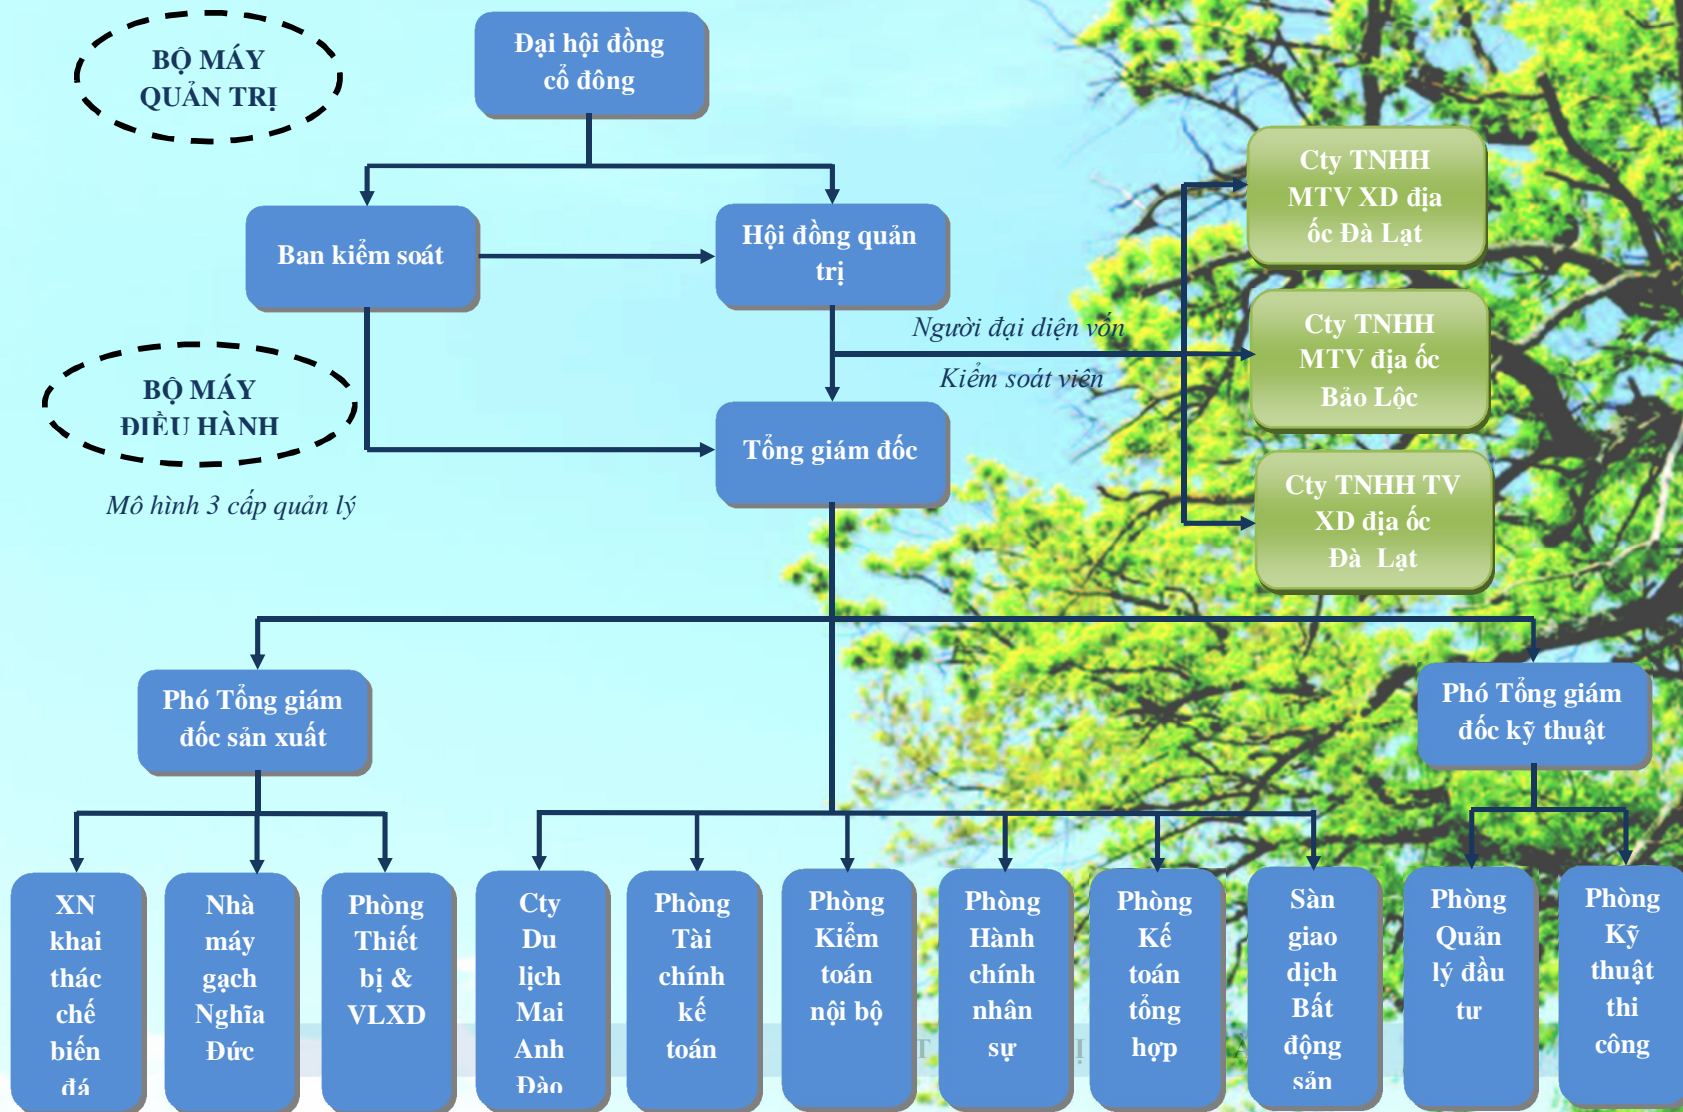 BỘ MÁY
QUẢN TRỊ
Đại hội đồng
cổ đông
Ban kiểm soát
Hội đồng quản
trị
Cty TNHH
MTV XD địa
ốc Đà Lạt
Người đại diện vốn
Kiểm soát viên
Cty TNHH
MTV địa ốc
Bảo Lộc
BỘ MÁY
ĐIỀU HÀNH
Mô hình 3 cấp quản lý
Tổng giám đốc
Cty TNHH TV
XD địa ốc
Đà Lạt
Phó Tổng giám
đốc sản xuất
Phó Tổng giám
đốc kỹ thuật
XN
khai
thác
chế
biến
đá
Nhà
máy
gạch
Nghĩa
Đức
Phòng
Thiết
bị &
VLXD
Cty
Du
lịch
Mai
Anh
Đào
Phòng
Tài
chính
kế
toán
Phòng
Kiểm
toán
nội bộ
Phòng
Hành
chính
nhân
sự
Phòng
Kế
toán
tổng
hợp
Sàn
giao
dịch
Bất
động
sản
Phòng
Quản
lý đầu
tư
Phòng
Kỹ
thuật
thi
công